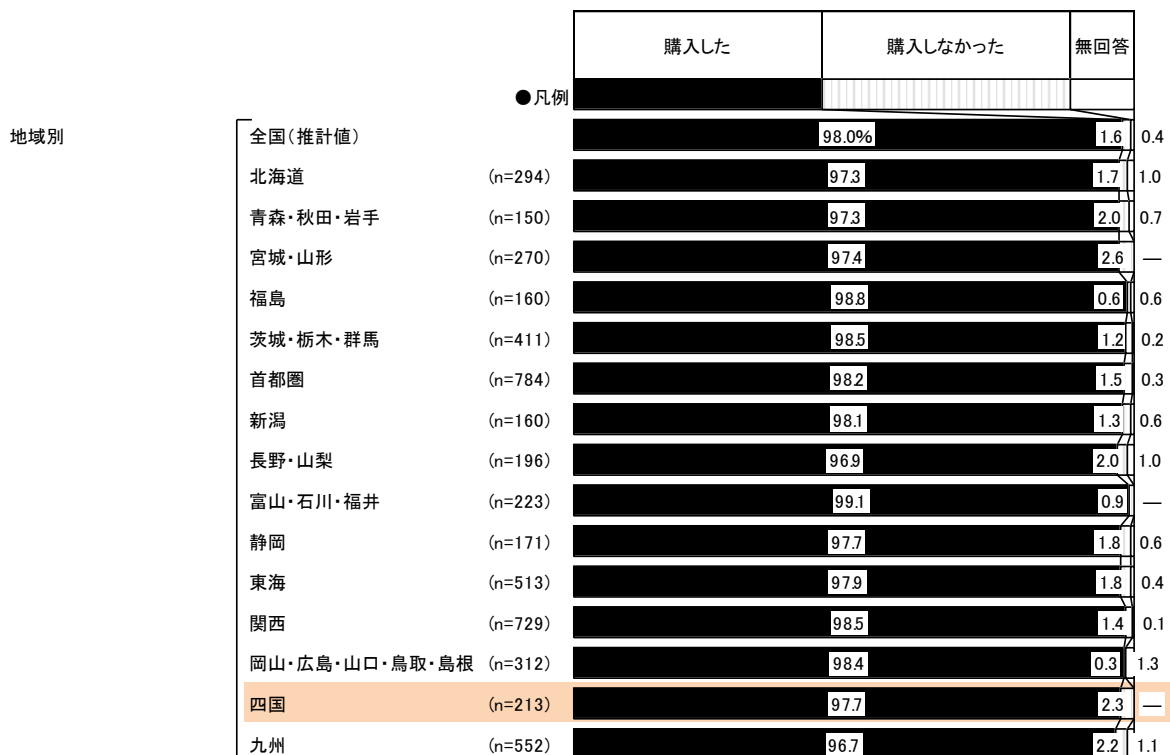 購入した 購入しなかった 無回答
●凡例
地域別 全国(推計値) 98.0% 1.6 0.4
北海道 (n=294) 97.3 1.7 1.0
青森・秋田・岩手 (n=150) 97.3 2.0 0.7
宮城・山形 (n=270) 97.4 2.6 ―
福島 (n=160) 98.8 0.6 0.6
茨城・栃木・群馬 (n=411) 98.5 1.2 0.2
首都圏 (n=784) 98.2 1.5 0.3
新潟 (n=160) 98.1 1.3 0.6
長野・山梨 (n=196) 96.9 2.0 1.0
富山・石川・福井 (n=223) 99.1 0.9 ―
静岡 (n=171) 97.7 1.8 0.6
東海 (n=513) 97.9 1.8 0.4
関西 (n=729) 98.5 1.4 0.1
岡山・広島・山口・鳥取・島根 (n=312) 98.4 0.3 1.3
四国 (n=213) 97.7 2.3 ―
九州 (n=552) 96.7 2.2 1.1